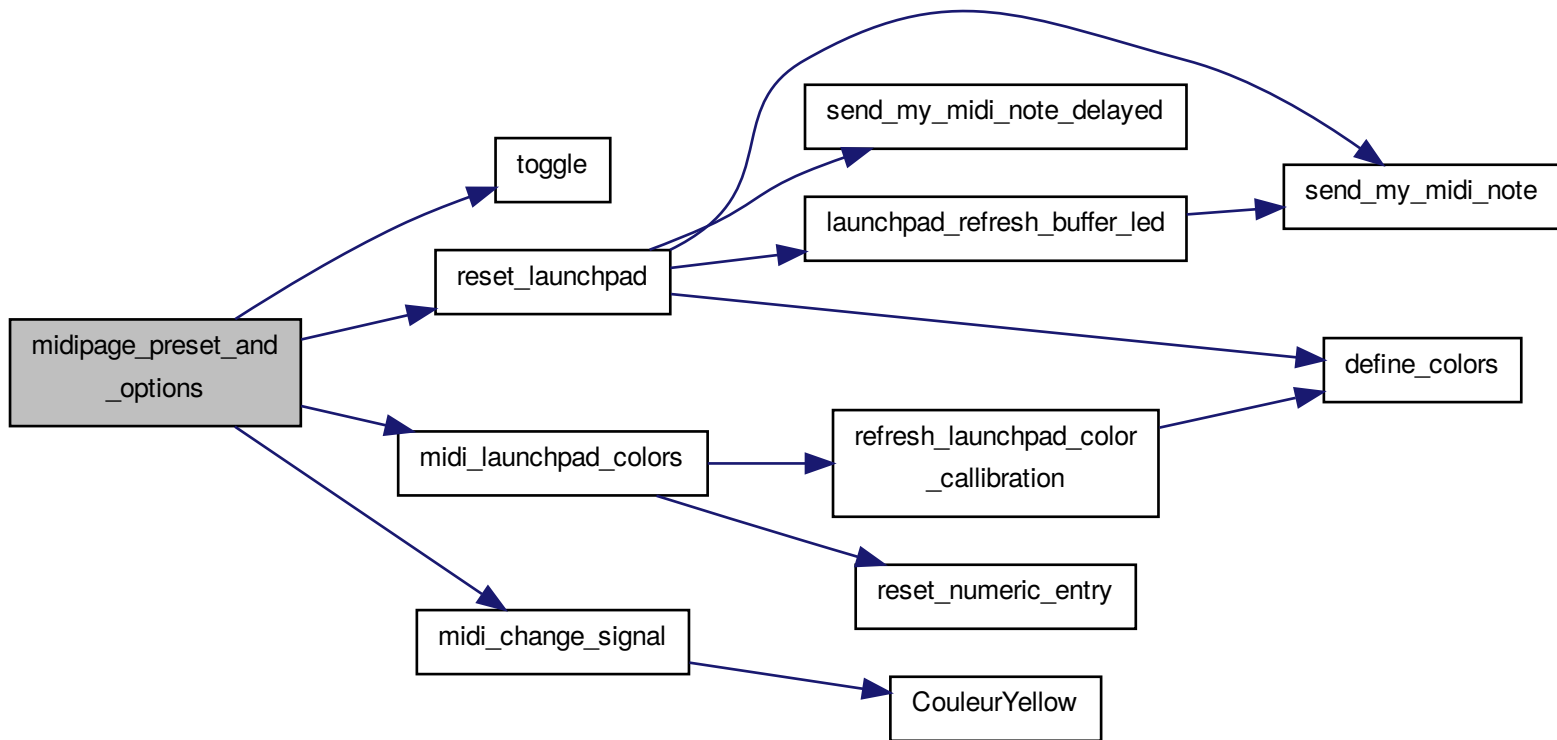 midipage_preset_and
_options
toggle
reset_launchpad
midi_launchpad_colors
midi_change_signal
send_my_midi_note_delayed
launchpad_refresh_buffer_led
refresh_launchpad_color
_callibration
reset_numeric_entry
CouleurYellow
send_my_midi_note
define_colors